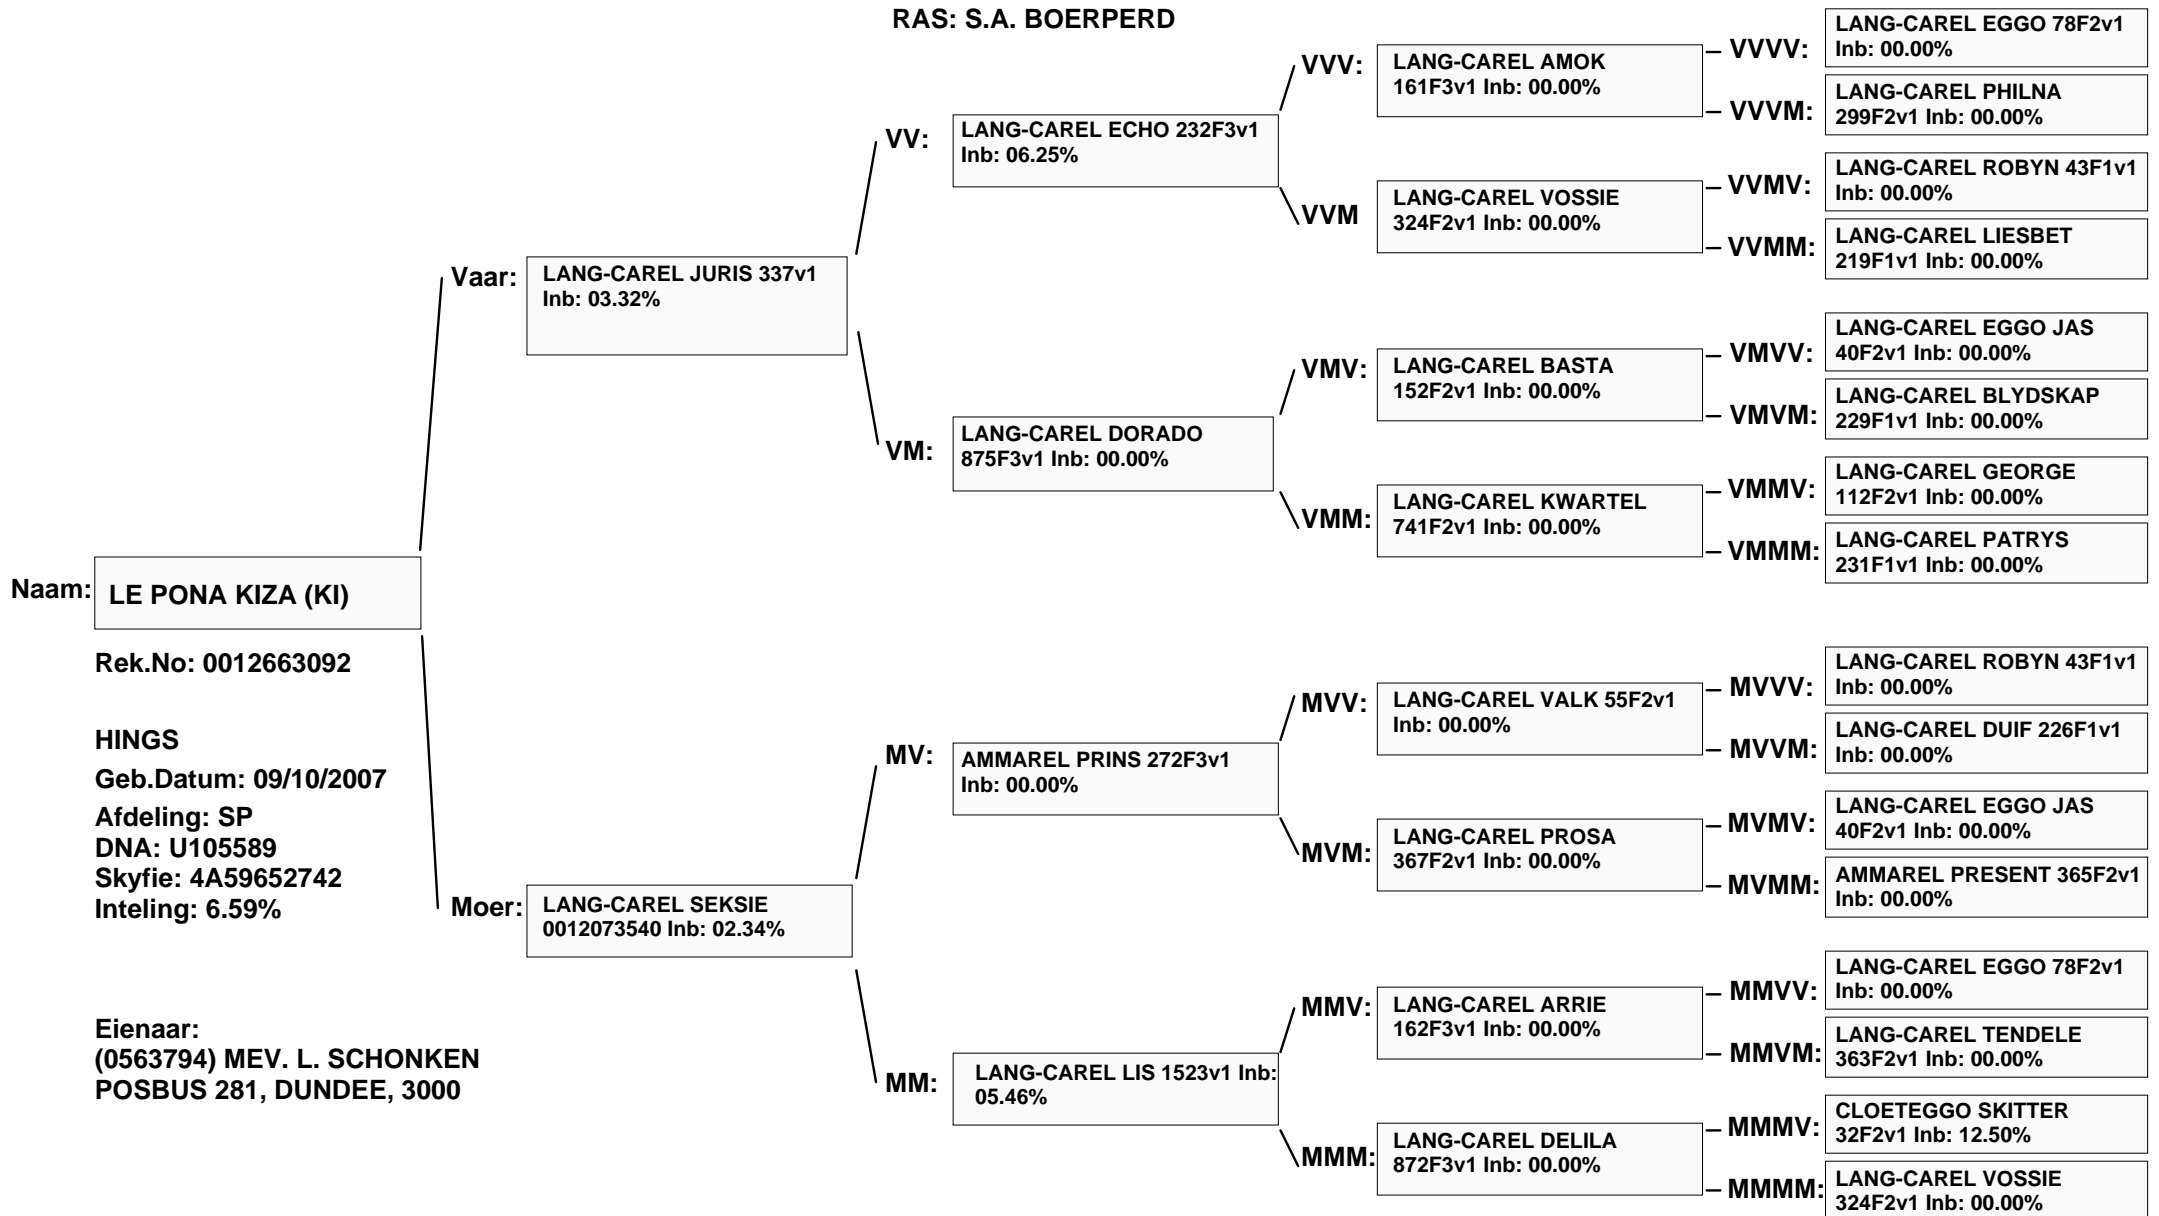 RAS: S.A. BOERPERD
Naam:
LE PONA KIZA (KI)
Rek.No: 0012663092
HINGS
Geb.Datum: 09/10/2007
Afdeling: SP
DNA: U105589
Skyfie: 4A59652742
Inteling: 6.59%
Eienaar:
(0563794) MEV. L. SCHONKEN
POSBUS 281, DUNDEE, 3000
Vaar:
LANG-CAREL JURIS 337v1
Inb: 03.32%
Moer:
LANG-CAREL SEKSIE
0012073540 Inb: 02.34%
VV:
LANG-CAREL ECHO 232F3v1
Inb: 06.25%
VM:
LANG-CAREL DORADO
875F3v1 Inb: 00.00%
MV:
AMMAREL PRINS 272F3v1
Inb: 00.00%
MM:
LANG-CAREL LIS 1523v1 Inb:
05.46%
VVV:
LANG-CAREL AMOK
161F3v1 Inb: 00.00%
VVM
LANG-CAREL VOSSIE
324F2v1 Inb: 00.00%
VMV:
LANG-CAREL BASTA
152F2v1 Inb: 00.00%
VMM:
LANG-CAREL KWARTEL
741F2v1 Inb: 00.00%
MVV:
LANG-CAREL VALK 55F2v1
Inb: 00.00%
MVM:
LANG-CAREL PROSA
367F2v1 Inb: 00.00%
MMV:
LANG-CAREL ARRIE
162F3v1 Inb: 00.00%
MMM:
LANG-CAREL DELILA
872F3v1 Inb: 00.00%
VVVV:
LANG-CAREL EGGO 78F2v1
Inb: 00.00%
VVVM:
LANG-CAREL PHILNA
299F2v1 Inb: 00.00%
VVMV:
LANG-CAREL ROBYN 43F1v1
Inb: 00.00%
VVMM:
LANG-CAREL LIESBET
219F1v1 Inb: 00.00%
VMVV:
LANG-CAREL EGGO JAS
40F2v1 Inb: 00.00%
VMVM:
LANG-CAREL BLYDSKAP
229F1v1 Inb: 00.00%
VMMV:
LANG-CAREL GEORGE
112F2v1 Inb: 00.00%
VMMM:
LANG-CAREL PATRYS
231F1v1 Inb: 00.00%
MVVV:
LANG-CAREL ROBYN 43F1v1
Inb: 00.00%
MVVM:
LANG-CAREL DUIF 226F1v1
Inb: 00.00%
MVMV:
LANG-CAREL EGGO JAS
40F2v1 Inb: 00.00%
MVMM:
AMMAREL PRESENT 365F2v1
Inb: 00.00%
MMVV:
LANG-CAREL EGGO 78F2v1
Inb: 00.00%
MMVM:
LANG-CAREL TENDELE
363F2v1 Inb: 00.00%
MMMV:
CLOETEGGO SKITTER
32F2v1 Inb: 12.50%
MMMM:
LANG-CAREL VOSSIE
324F2v1 Inb: 00.00%